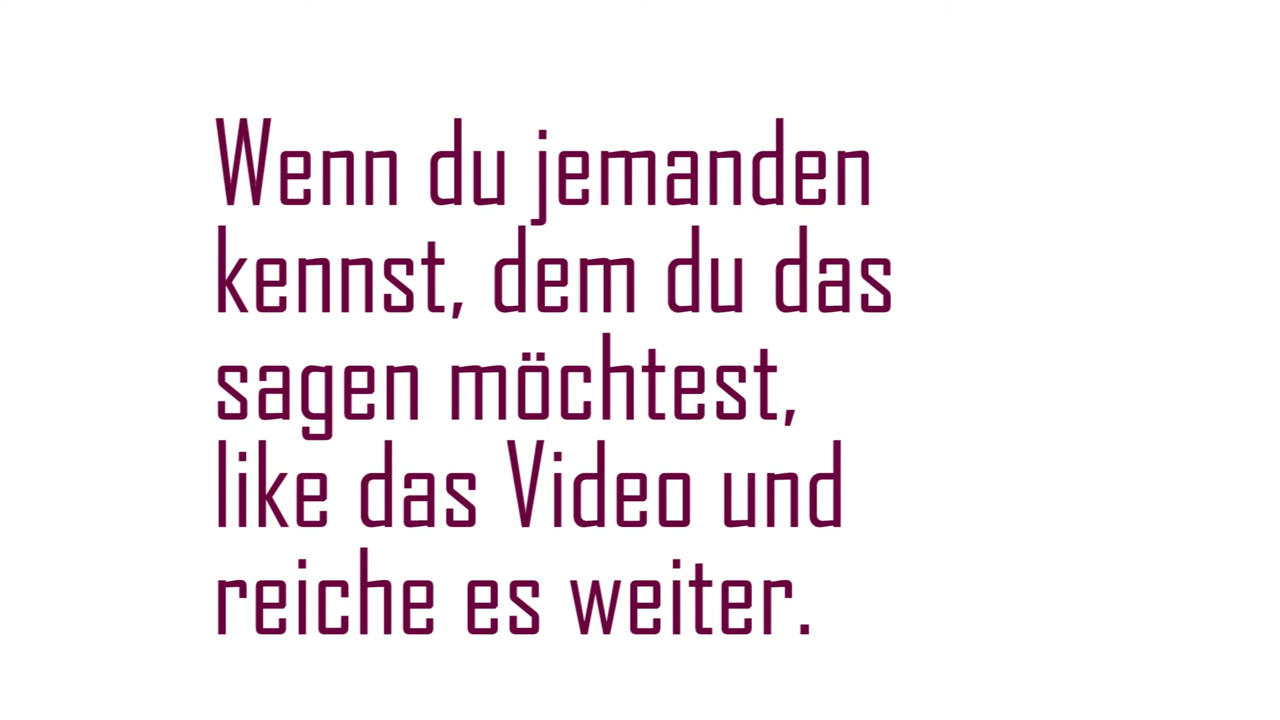 Wenn du jemanden
kennst, dem du das
sagen möchtest,
like das Video und
reiche es weiter.